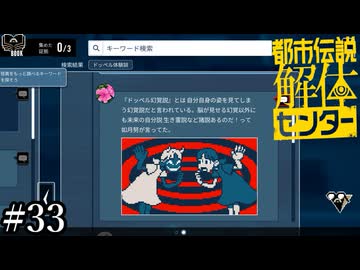 BOOK
集めた証拠
0/3
キーワード検索
検索結果
ドッペル体験談
怪異をもっと調べるキーワード
を探そう
「ドッペル幻覚説」とは 自分自身の姿を見てしま
う幻覚説だと言われている。脳が見せる幻覚以外に
も未来の自分説 生き霊説など諸説あるのだ！って
如月努が言ってた。
都市伝説
解体
センター
#33